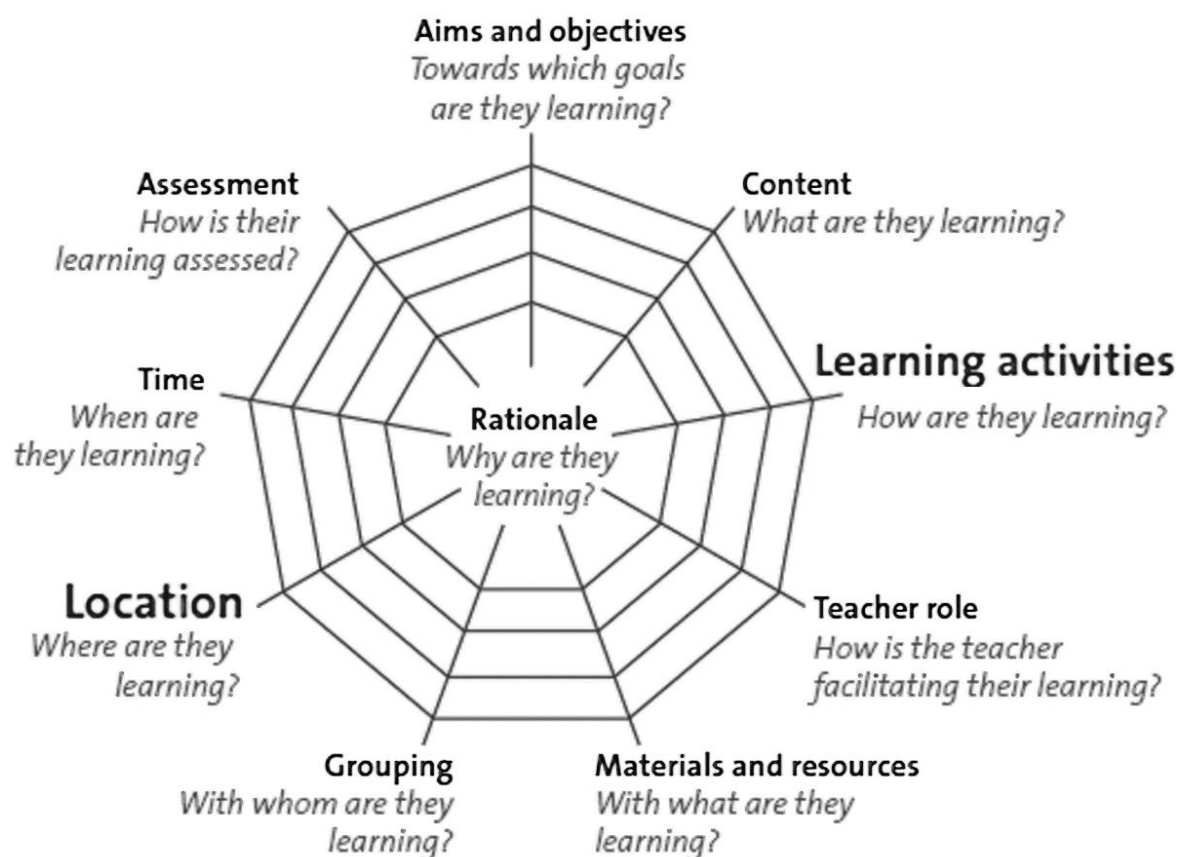 Aims and objectives
Towards which goals
are they learning?
Assessment
How is their
learning assessed?
Content
What are they learning?
Learning activities
How are they learning?
Time
When are
they learning?
Rationale
Why are they
learning?
Location
Where are they
learning?
Teacher role
How is the teacher
facilitating their learning?
Grouping
With whom are they
learning?
Materials and resources
With what are they
learning?